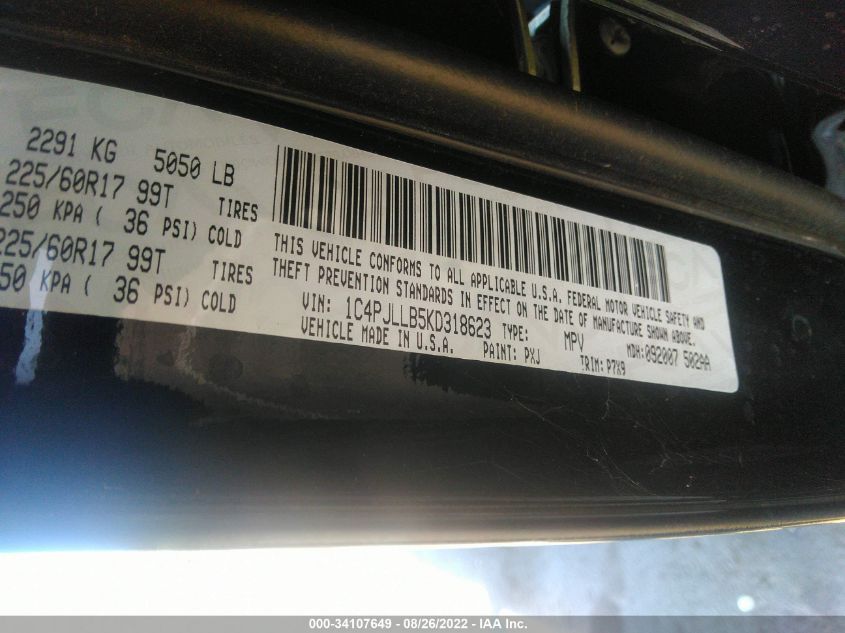 2291 KG 5050 LB
225/60R17 99T TIRES
250 KPA ( 36 PSI) COLD
225/60R17 99T TIRES
50 KPA ( 36 PSI) COLD
THIS VEHICLE CONFORMS TO ALL APPLICABLE U.S.A. FEDERAL MOTOR VEHICLE SAFETY AND
THEFT PREVENTION STANDARDS IN EFFECT ON THE DATE OF MANUFACTURE SHOWN ABOVE.
VIN: 1C4PJLLB5KD318623 TYPE: MPV MDH:092007 502AA
VEHICLE MADE IN U.S.A. PAINT: PXJ TRIM: P7X9
000-34107649 - 08/26/2022 - IAA Inc.